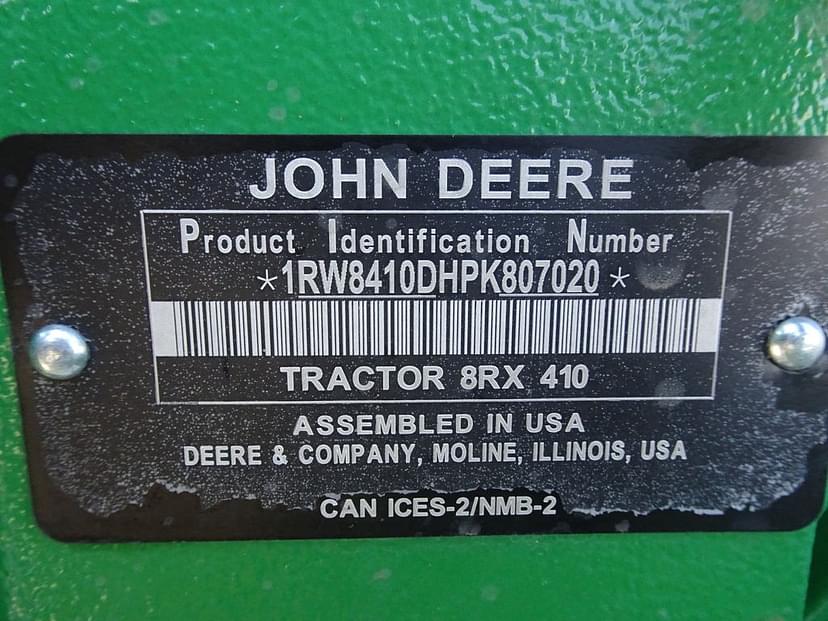 JOHN DEERE
Product Identification Number
*1RW8410DHPK807020*
TRACTOR 8RX 410
ASSEMBLED IN USA
DEERE & COMPANY, MOLINE, ILLINOIS, USA
CAN ICES-2/NMB-2